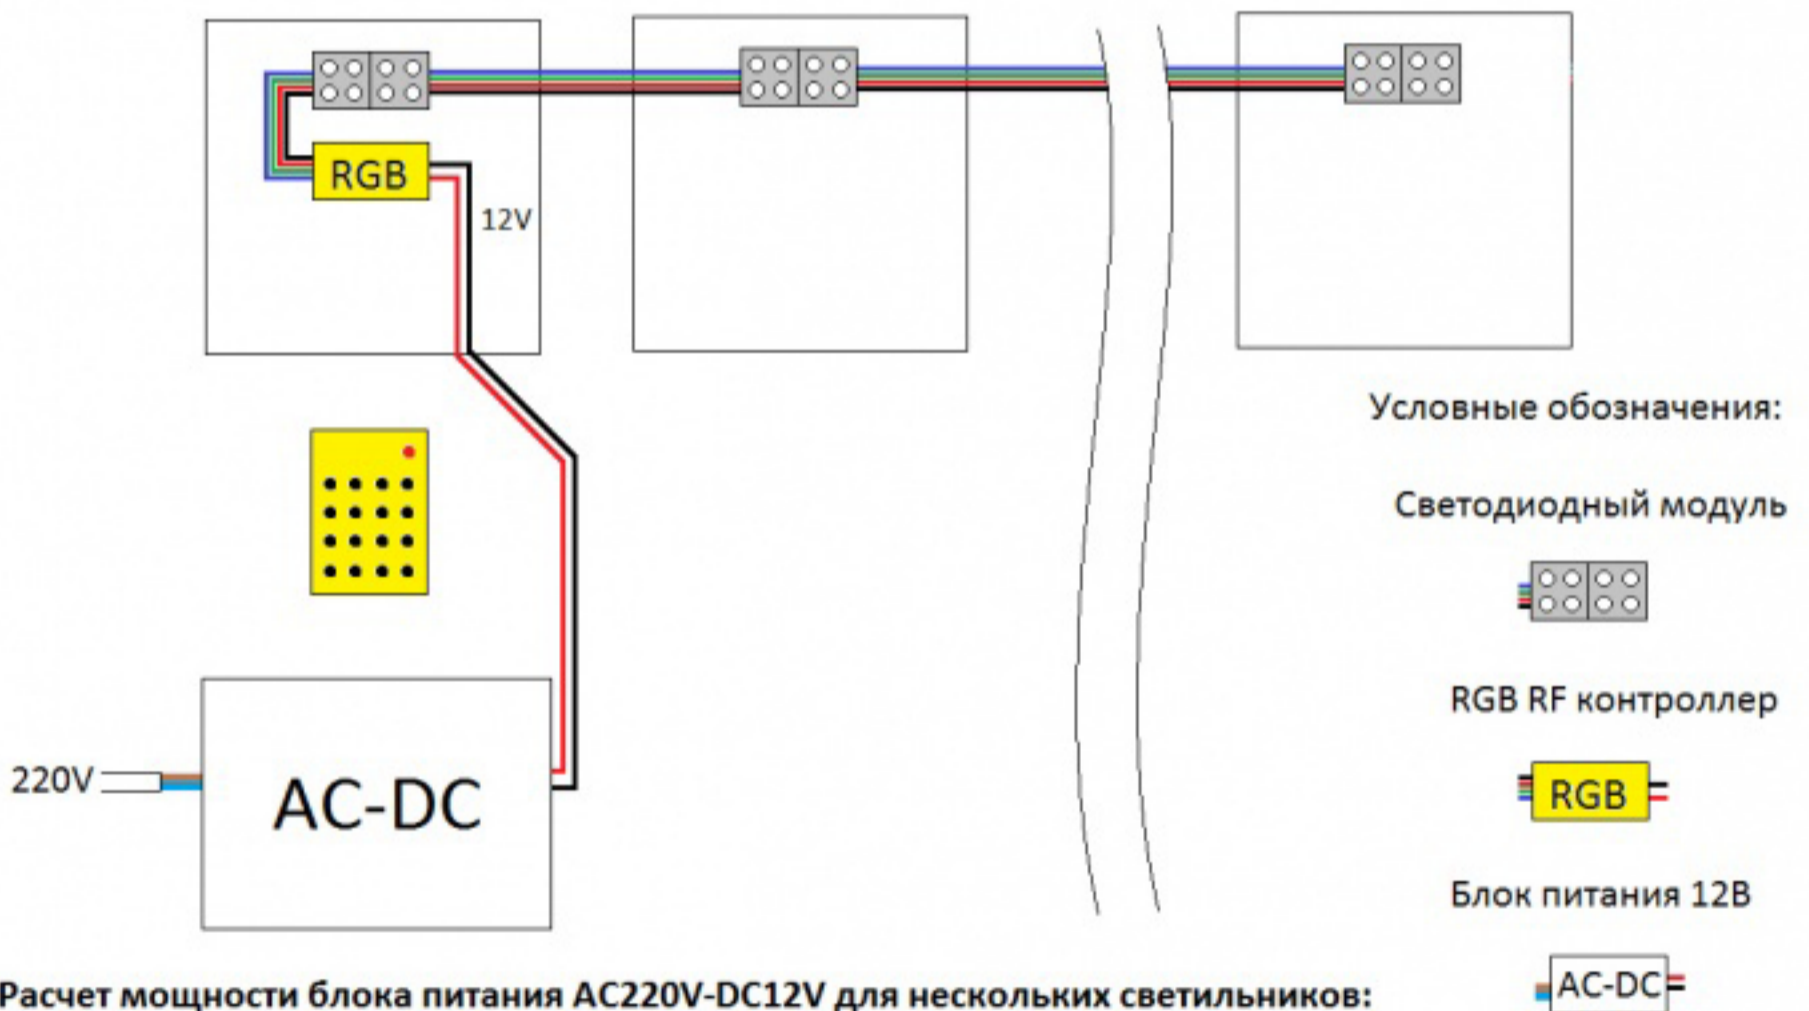 RGB
12V
Условные обозначения:
Светодиодный модуль
RGB RF контроллер
220V
AC-DC
RGB
Блок питания 12В
AC-DC
Расчет мощности блока питания AC220V-DC12V для нескольких светильников: